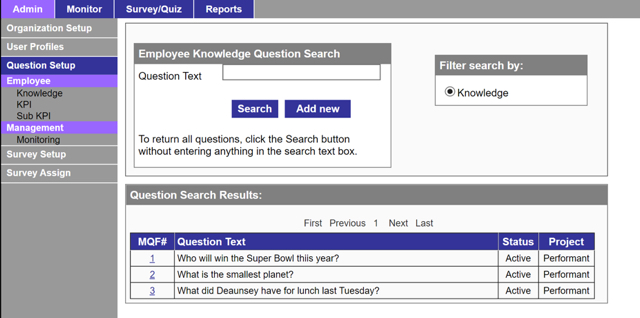 Admin Monitor Survey/Quiz Reports
Organization Setup
User Profiles
Question Setup
Employee
Knowledge
KPI
Sub KPI
Management
Monitoring
Survey Setup
Survey Assign
Employee Knowledge Question Search
Question Text
Search Add new
To return all questions, click the Search button
without entering anything in the search text box.
Filter search by:
Knowledge
Question Search Results:
First Previous 1 Next Last
MQF# Question Text Status Project
1 Who will win the Super Bowl thiis year? Active Performant
2 What is the smallest planet? Active Performant
3 What did Deaunsey have for lunch last Tuesday? Active Performant